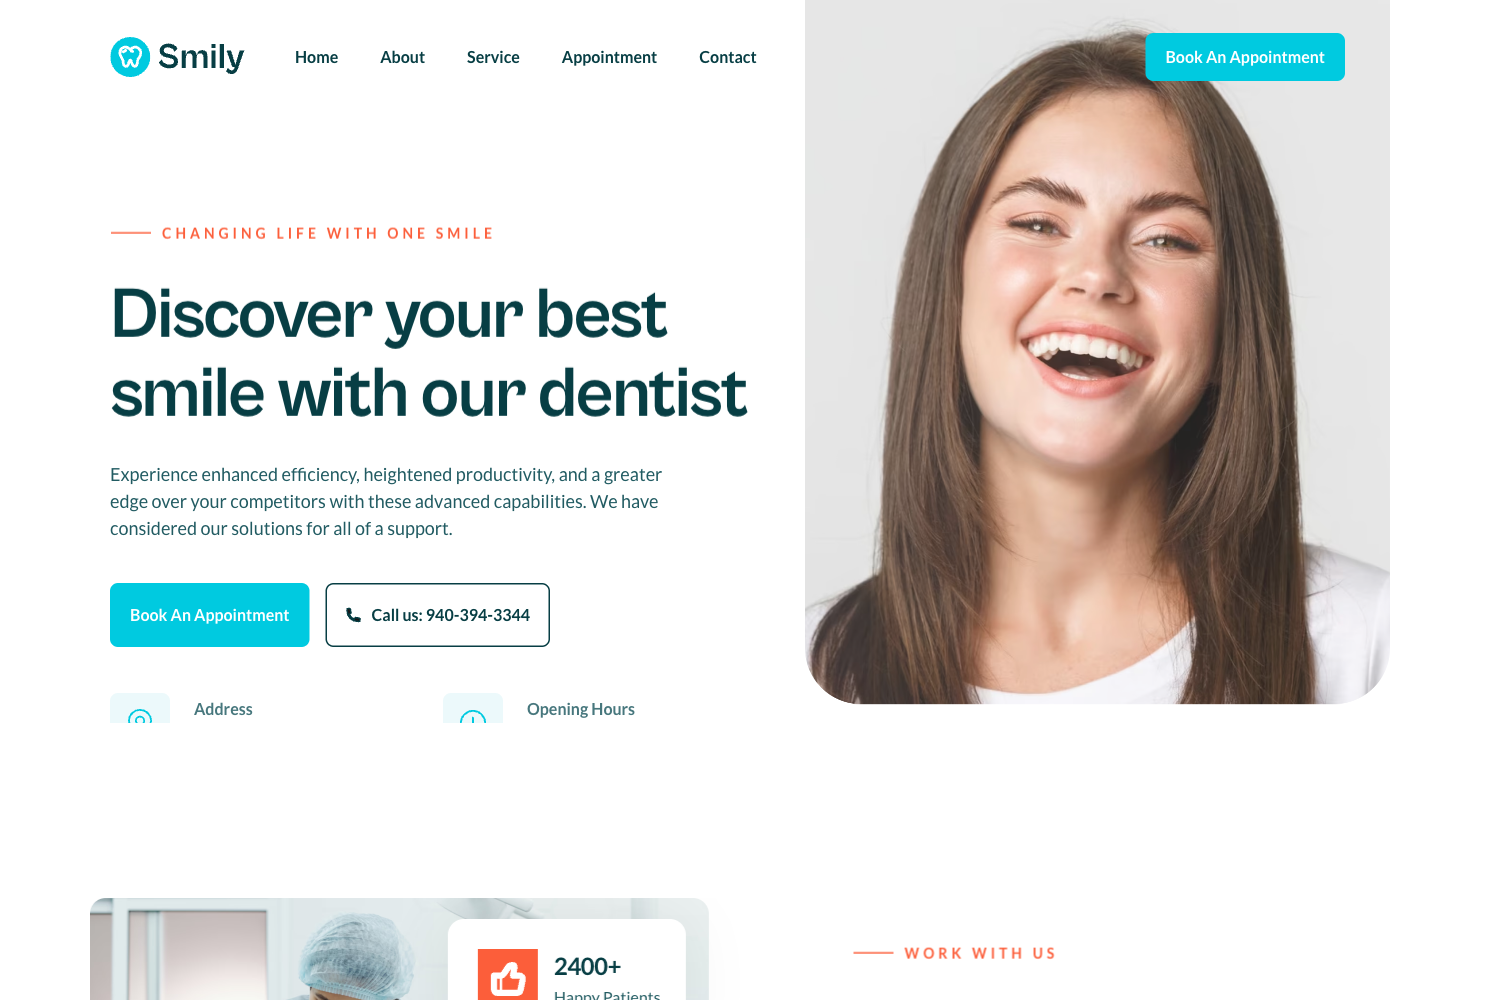 Smily
Home
About
Service
Appointment
Contact
Book An Appointment
CHANGING LIFE WITH ONE SMILE
Discover your best
smile with our dentist
Experience enhanced efficiency, heightened productivity, and a greater
edge over your competitors with these advanced capabilities. We have
considered our solutions for all of a support.
Book An Appointment
Call us: 940-394-3344
Address
Opening Hours
2400+
Happy Patients
WORK WITH US